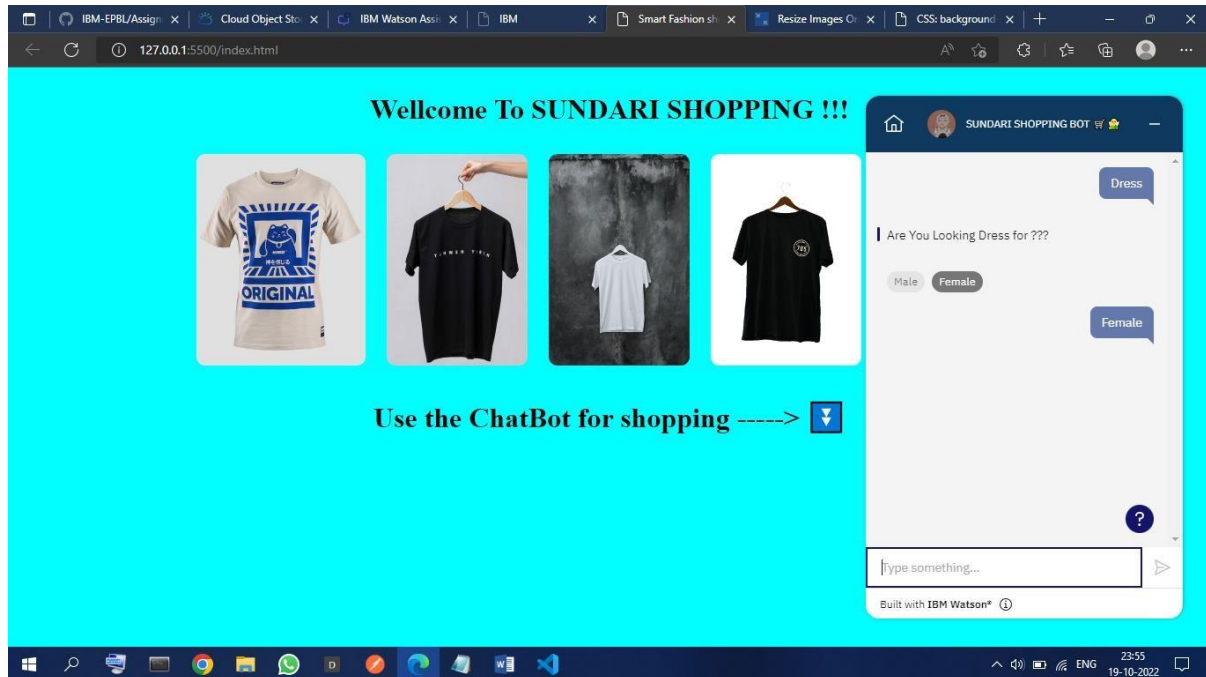 IBM-EPBL/Assign
Cloud Object Sto
IBM Watson Assi
IBM
Smart Fashion sh
Resize Images On
CSS: background
127.0.0.1:5500/index.html
Wellcome To SUNDARI SHOPPING !!!
ORIGINAL
785
Use the ChatBot for shopping ----->
SUNDARI SHOPPING BOT
Dress
Are You Looking Dress for ???
Male Female
Female
?
Type something...
Built with IBM Watson®
ENG
23:55
19-10-2022